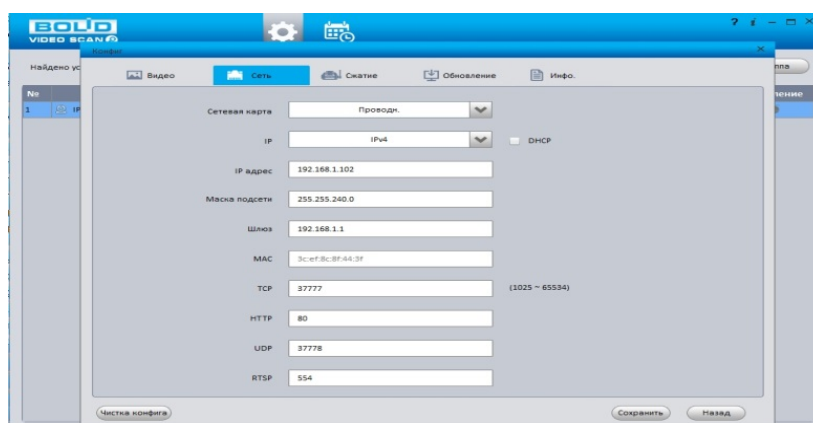 BOLID
VIDEO SCAN
? i
Конфиг
Найдено ус
ппа
Видео Сеть Сжатие Обновление Инфо.
№
ление
1 IP
Сетевая карта Проводн.
IP IPv4 DHCP
IP адрес 192.168.1.102
Маска подсети 255.255.240.0
Шлюз 192.168.1.1
MAC 3c:ef:8c:8f:44:3f
TCP 37777 (1025 ~ 65534)
HTTP 80
UDP 37778
RTSP 554
Чистка конфига Сохранить Назад